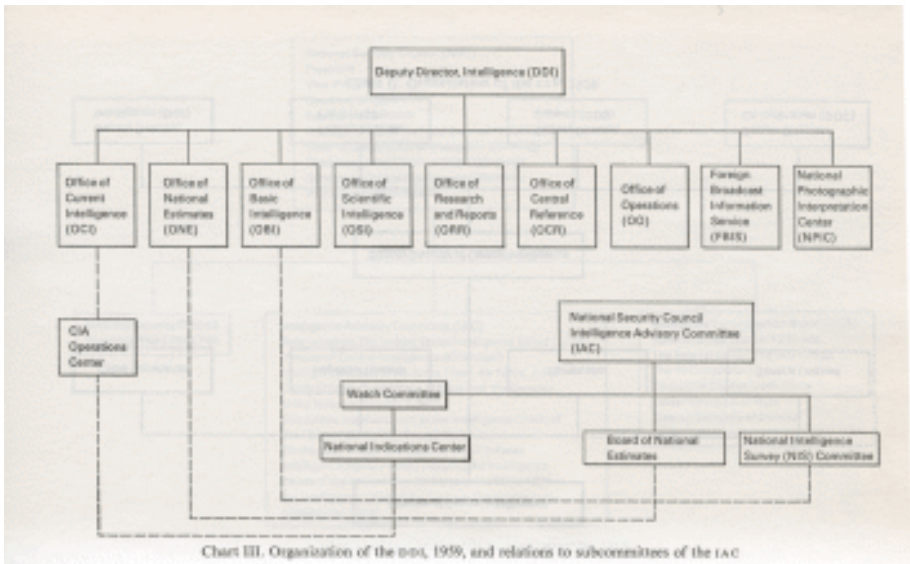 Deputy Director, Intelligence (DDI)
Office of
Current
Intelligence
(OCI)
Office of
National
Estimates
(ONE)
Office of
Basic
Intelligence
(OBI)
Office of
Scientific
Intelligence
(OSI)
Office of
Research
and Reports
(ORR)
Office of
Central
Reference
(OCR)
Office of
Operations
(OO)
Foreign
Broadcast
Information
Service
(FBIS)
National
Photographic
Interpretation
Center
(NPIC)
CIA
Operations
Center
National Security Council
Intelligence Advisory Committee
(IAC)
Watch Committee
National Indications Center
Board of National
Estimates
National Intelligence
Survey (NIS) Committee
Chart III. Organization of the DDI, 1959, and relations to subcommittees of the IAC